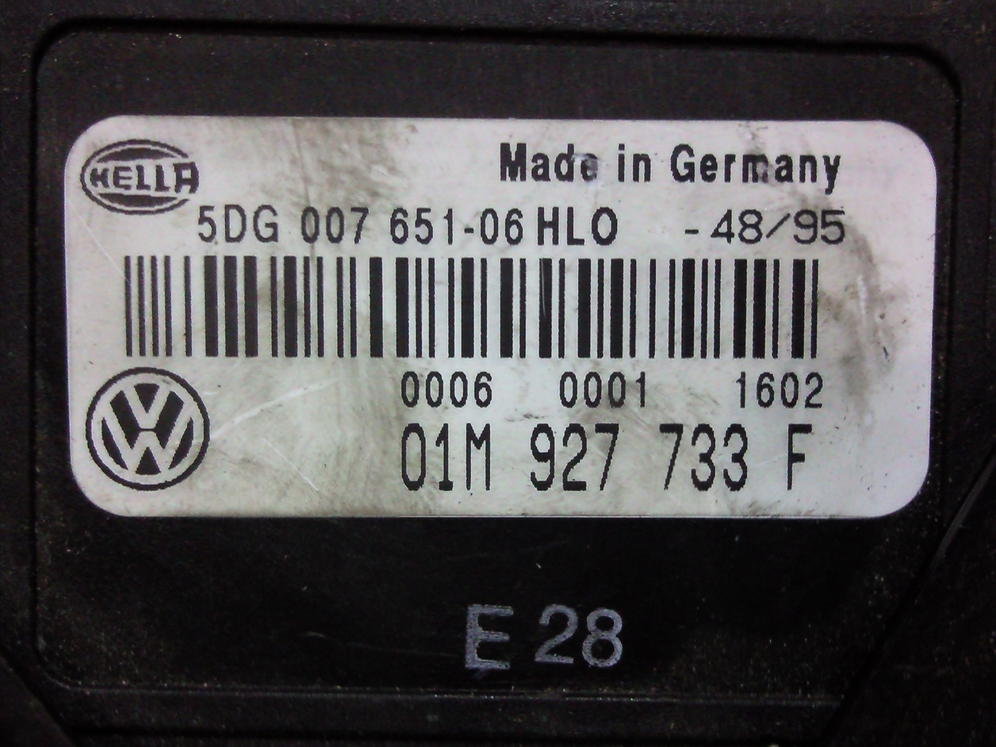 Made in Germany
HELLA
5DG 007 651-06 HLO - 48/95
0006 0001 1602
01M 927 733 F
E 28